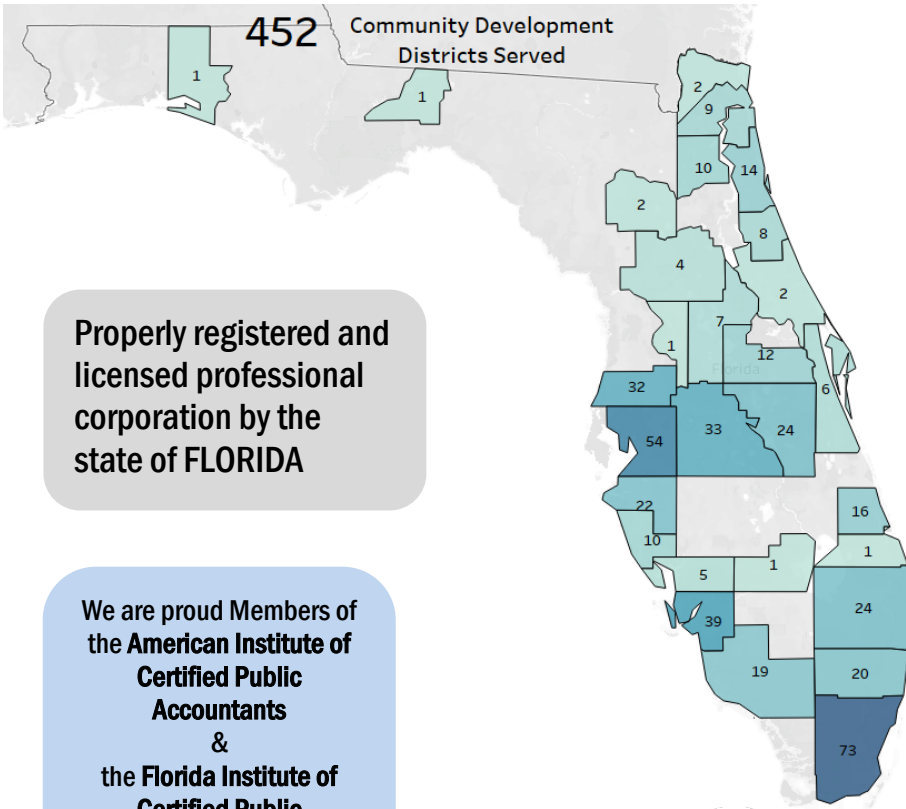 452
Community Development
Districts Served
1
1
2
9
10
14
2
8
4
2
7
1
12
Florida
32
6
54
33
24
22
16
10
1
5
1
24
39
19
20
73
Properly registered and
licensed professional
corporation by the
state of FLORIDA
We are proud Members of
the American Institute of
Certified Public
Accountants
&
the Florida Institute of
Certified Public